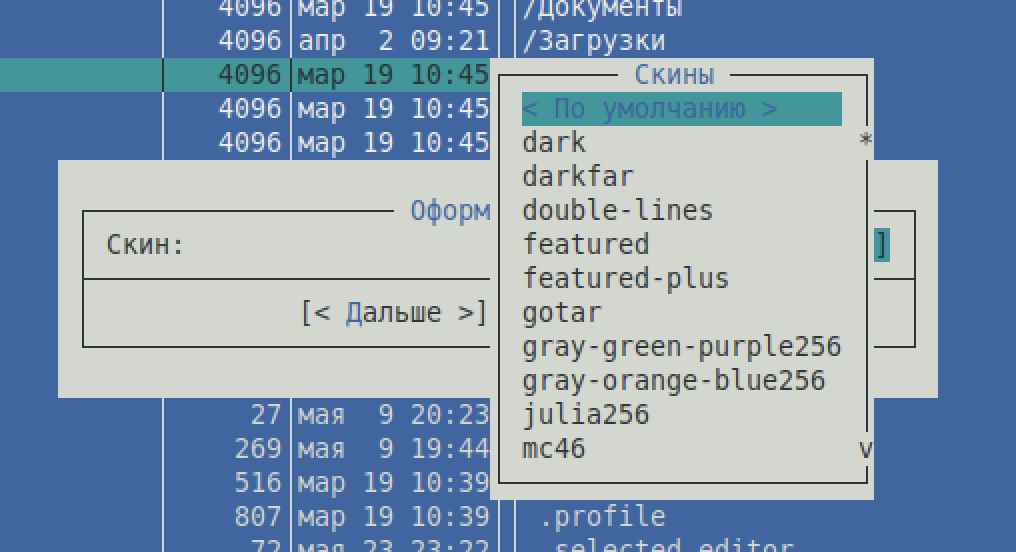 4096 мар 19 10:45 /Документы
4096 апр 2 09:21 /Загрузки
4096 мар 19 10:45 Скины
4096 мар 19 10:45 < По умолчанию >
4096 мар 19 10:45 dark *
darkfar
Оформ double-lines
Скин: featured ]
featured-plus
[< Дальше >] gotar
gray-green-purple256
gray-orange-blue256
27 мая 9 20:23 julia256
269 мая 9 19:44 mc46 v
516 мар 19 10:39
807 мар 19 10:39 .profile
72 мая 23 23:22 .selected_editor